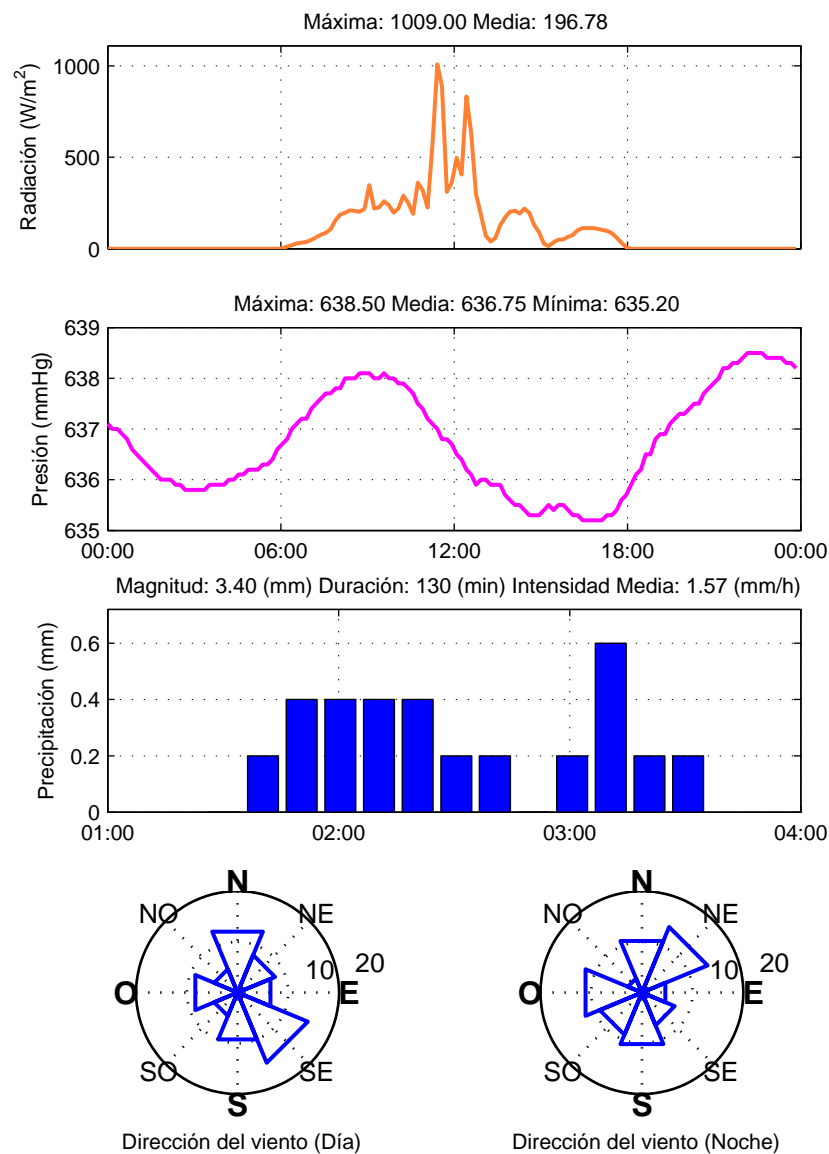 Máxima: 1009.00 Media: 196.78
1000
500
0
Radiación (W/m²)
Máxima: 638.50 Media: 636.75 Mínima: 635.20
639
638
637
636
635
Presión (mmHg)
00:00 06:00 12:00 18:00 00:00
Magnitud: 3.40 (mm) Duración: 130 (min) Intensidad Media: 1.57 (mm/h)
0.6
0.4
0.2
0
Precipitación (mm)
01:00 02:00 03:00 04:00
N
NO NE
10 20
O E
SO SE
S
Dirección del viento (Día)
N
NO NE
10 20
O E
SO SE
S
Dirección del viento (Noche)